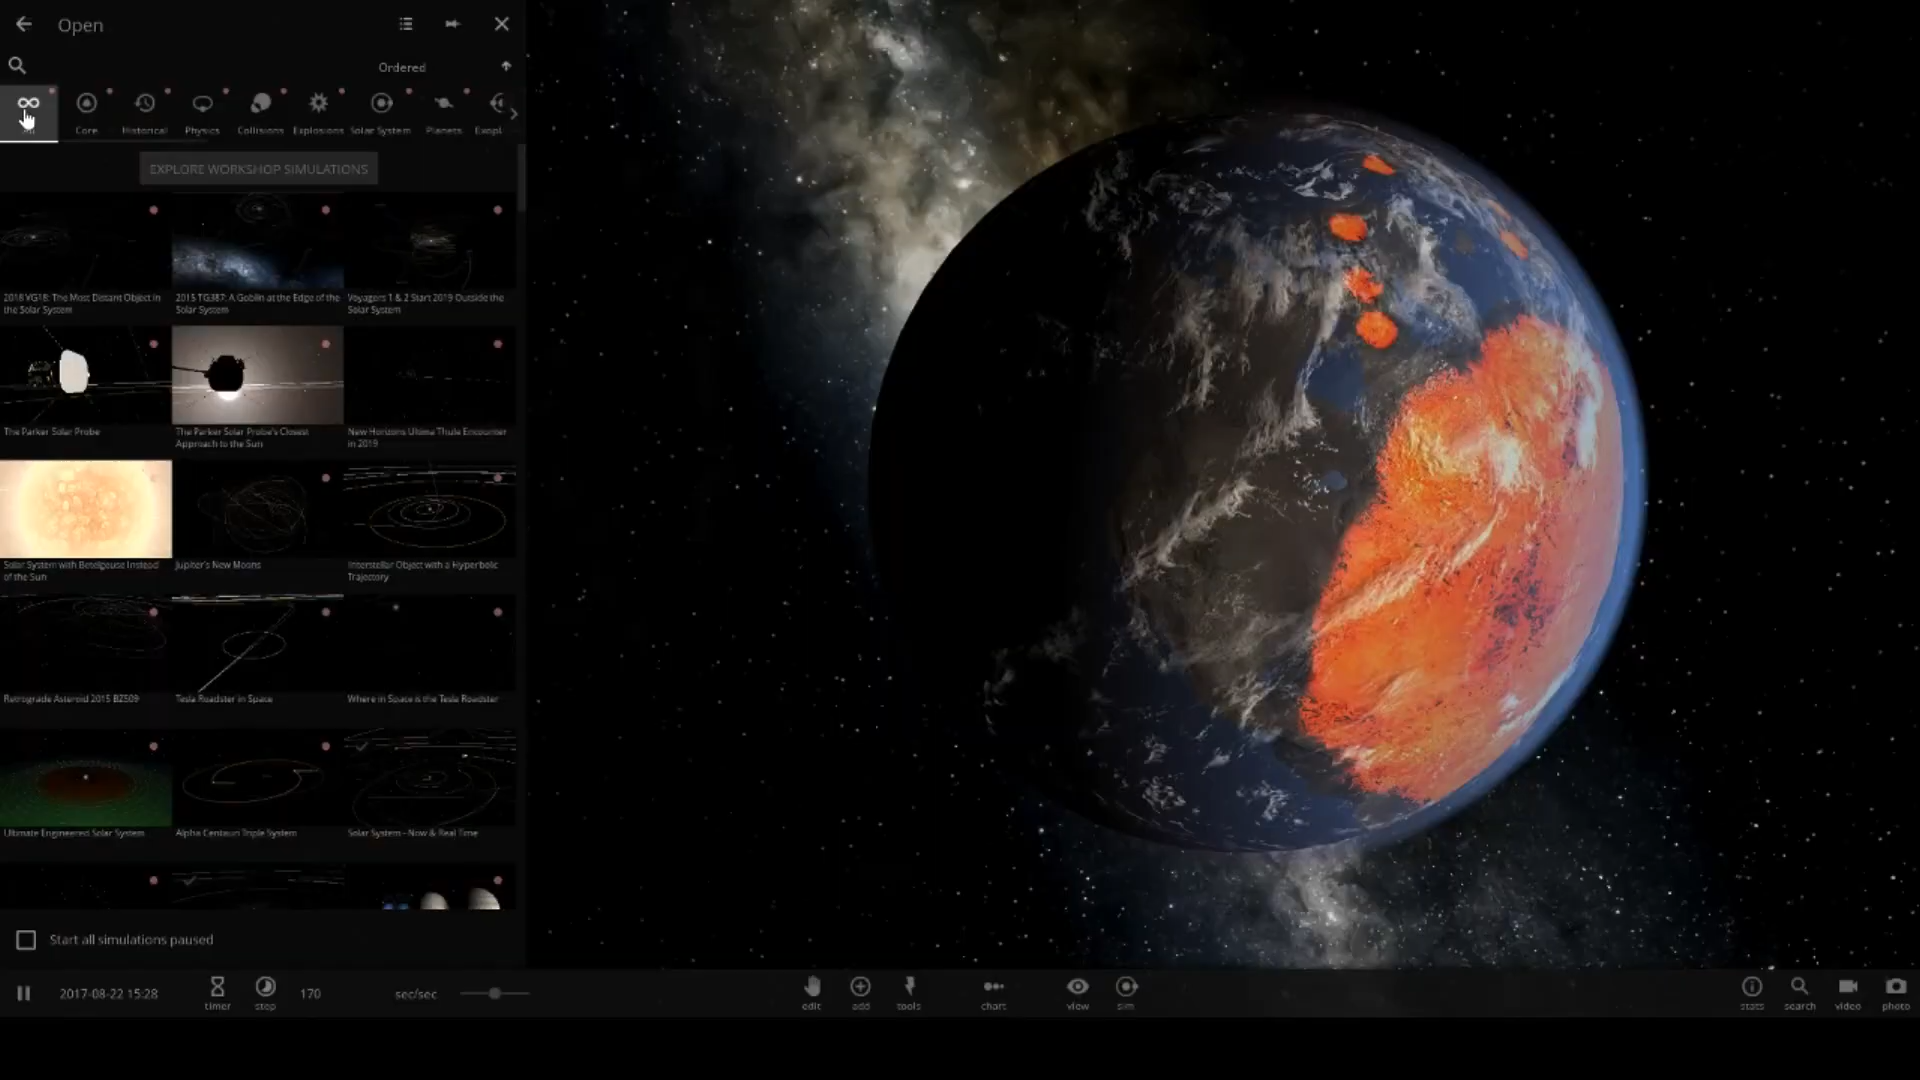 Open
Ordered
Core
Historical
Physics
Collisions
Explosions
Solar System
Planets
Exopl
EXPLORE WORKSHOP SIMULATIONS
2018 VG18: The Most Distant Object in
the Solar System
2015 TG387: A Goblin at the Edge of the
Solar System
Voyagers 1 & 2 Start 2019 Outside the
Solar System
The Parker Solar Probe
The Parker Solar Probe's Closest
Approach to the Sun
New Horizons Ultima Thule Encounter
in 2019
Solar System with Betelgeuse Instead
of the Sun
Jupiter's New Moons
Interstellar Object with a Hyperbolic
Trajectory
Retrograde Asteroid 2015 BZ509
Tesla Roadster in Space
Where in Space is the Tesla Roadster
Ultimate Engineered Solar System
Alpha Centauri Triple System
Solar System - Now & Real Time
Start all simulations paused
2017-08-22 15:28
timer
step
170
sec/sec
edit
add
tools
chart
view
sim
stats
search
video
photo